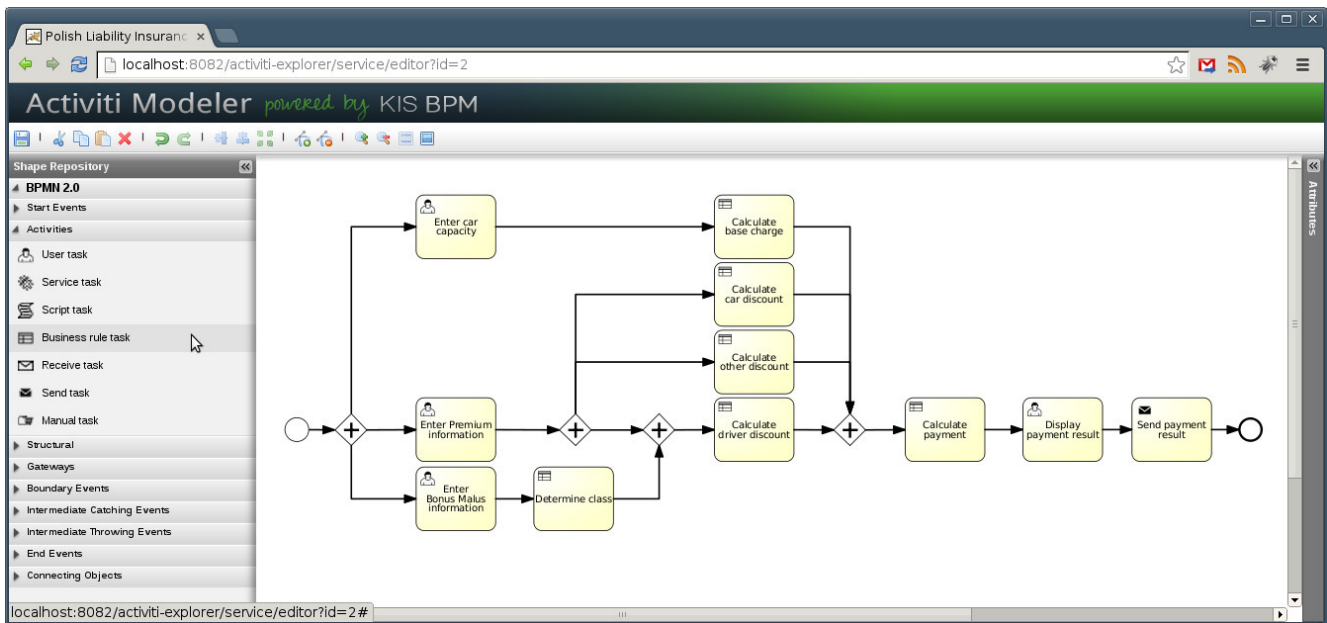 Polish Liability Insuranc
localhost:8082/activiti-explorer/service/editor?id=2
Activiti Modeler powered by KIS BPM
Shape Repository
BPMN 2.0
Start Events
Activities
User task
Service task
Script task
Business rule task
Receive task
Send task
Manual task
Structural
Gateways
Boundary Events
Intermediate Catching Events
Intermediate Throwing Events
End Events
Connecting Objects
localhost:8082/activiti-explorer/service/editor?id=2#
Enter car
capacity
Calculate
base charge
Calculate
car discount
Calculate
other discount
Enter Premium
information
Calculate
driver discount
Calculate
payment
Display
payment result
Send payment
result
Enter
Bonus Malus
information
Determine class
Attributes